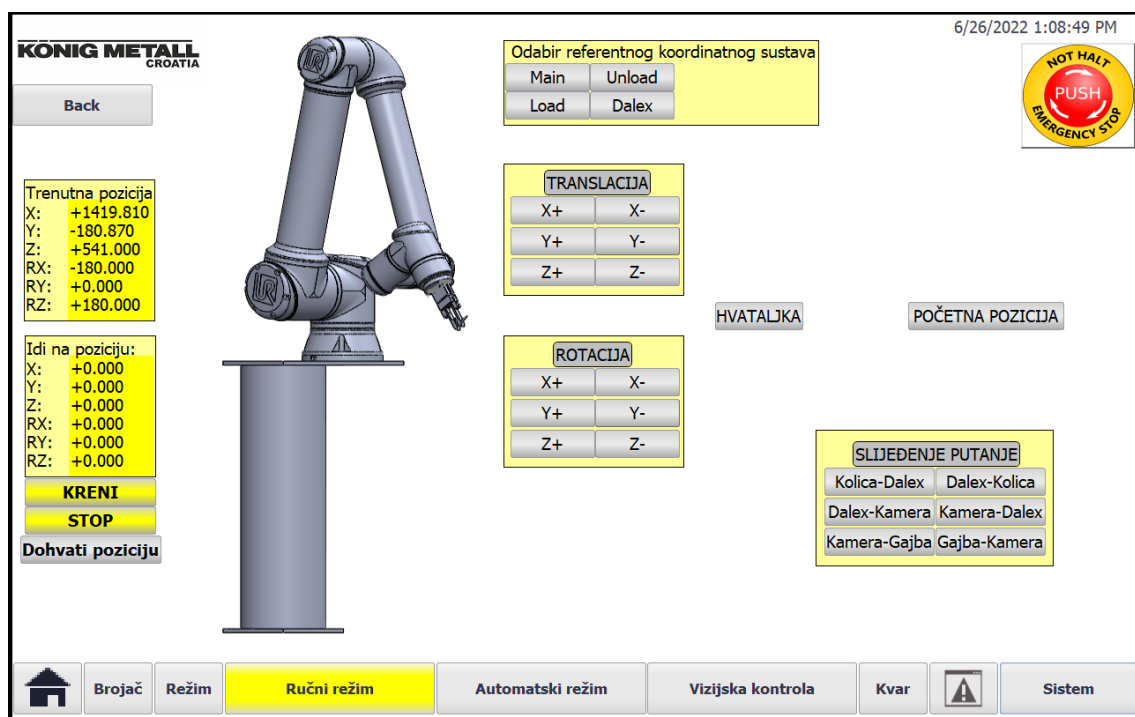 6/26/2022 1:08:49 PM
KÖNIG METALL
CROATIA
Back
Odabir referentnog koordinatnog sustava
Main Unload
Load Dalex
NOT HALT
PUSH
EMERGENCY STOP
Trenutna pozicija
X: +1419.810
Y: -180.870
Z: +541.000
RX: -180.000
RY: +0.000
RZ: +180.000
TRANSLACIJA
X+ X-
Y+ Y-
Z+ Z-
HVATALJKA
POČETNA POZICIJA
Idi na poziciju:
X: +0.000
Y: +0.000
Z: +0.000
RX: +0.000
RY: +0.000
RZ: +0.000
KRENI
STOP
Dohvati poziciju
ROTACIJA
X+ X-
Y+ Y-
Z+ Z-
SLIJEĐENJE PUTANJE
Kolica-Dalex Dalex-Kolica
Dalex-Kamera Kamera-Dalex
Kamera-Gajba Gajba-Kamera
UR
UR
Brojač Režim Ručni režim Automatski režim Vizijska kontrola Kvar Sistem